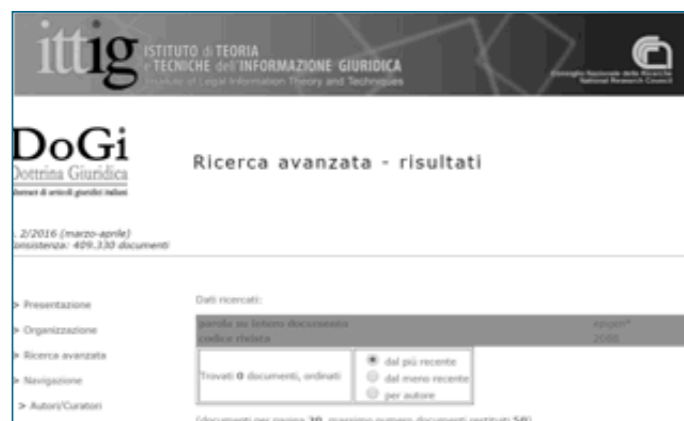 ittig ISTITUTO di TEORIA
e TECNICHE dell'INFORMAZIONE GIURIDICA
Institute of Legal Information Theory and Techniques
Consiglio Nazionale delle Ricerche
National Research Council
DoGi
Dottrina Giuridica
Ricerca avanzata - risultati
. 2/2016 (marzo-aprile)
onsistenza: 409.330 documenti
Dati ricercati:
parola su intero documento epigen*
codice rivista 2088
Trovati 0 documenti, ordinati
dal più recente
dal meno recente
per autore
(documenti per pagina 20, massimo numero documenti restituiti 50)
> Presentazione
> Organizzazione
> Ricerca avanzata
> Navigazione
> Autori/Curatori